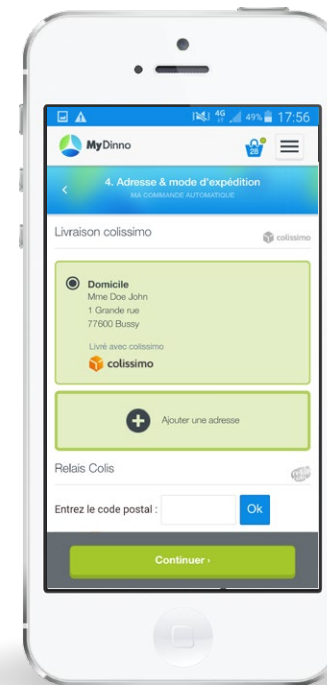 4G
49% 17:56
MyDinno
28
4. Adresse & mode d'expédition
MA COMMANDE AUTOMATIQUE
Livraison colissimo
colissimo
Domicile
Mme Doe John
1 Grande rue
77600 Bussy
Livré avec colissimo
colissimo
Ajouter une adresse
Relais Colis
Entrez le code postal :
Ok
Continuer ›